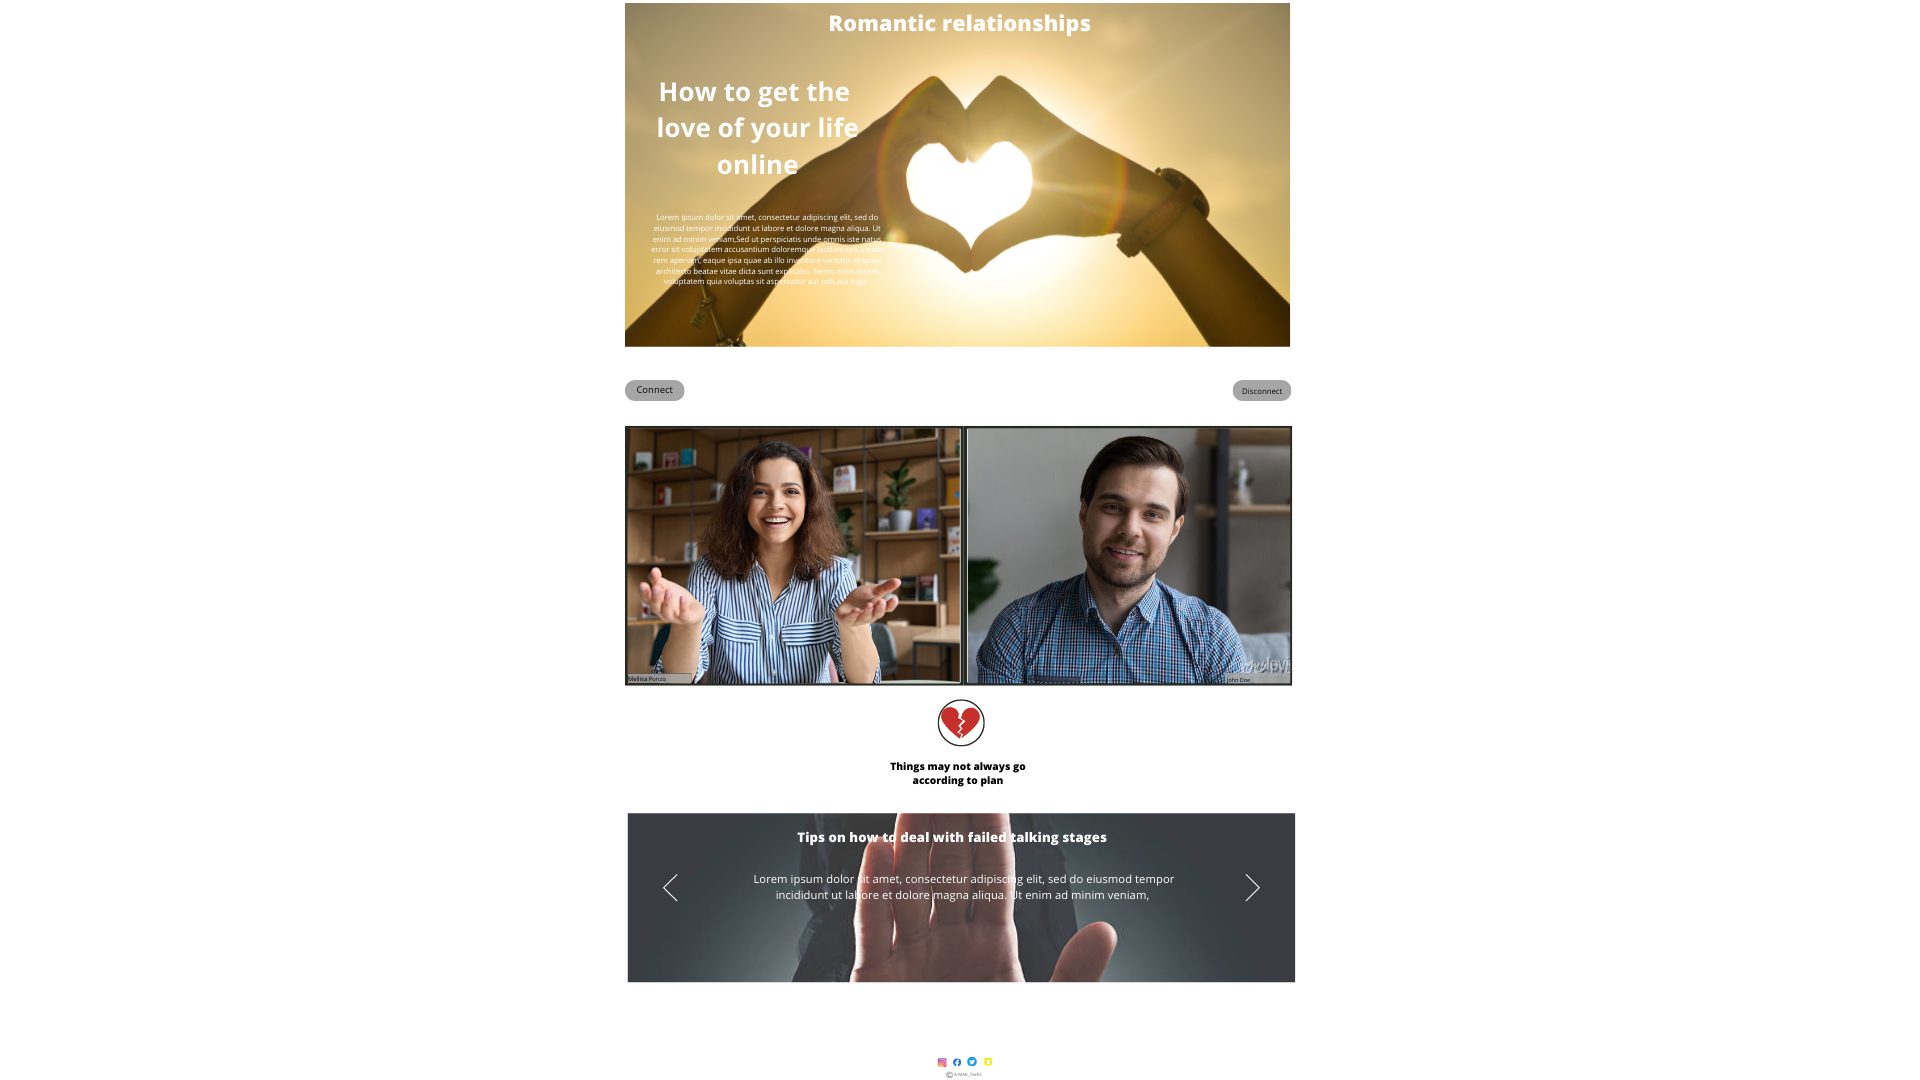 Romantic relationships
How to get the
love of your life
online
Lorem ipsum dolor sit amet, consectetur adipiscing elit, sed do
eiusmod tempor incididunt ut labore et dolore magna aliqua. Ut
enim ad minim veniam,Sed ut perspiciatis unde omnis iste natus
error sit voluptatem accusantium doloremque
rem aperiam, eaque ipsa quae ab illo inventore veritatis et quasi
architecto beatae vitae dicta sunt explicabo. Nemo enim ipsam
voluptatem quia voluptas sit aspernatur aut odit aut fugit,
Connect
Disconnect
Mellisa Ponzo
John Doe
Things may not always go
according to plan
Tips on how to deal with failed talking stages
Lorem ipsum dolor sit amet, consectetur adipiscing elit, sed do eiusmod tempor
incididunt ut labore et dolore magna aliqua. Ut enim ad minim veniam,